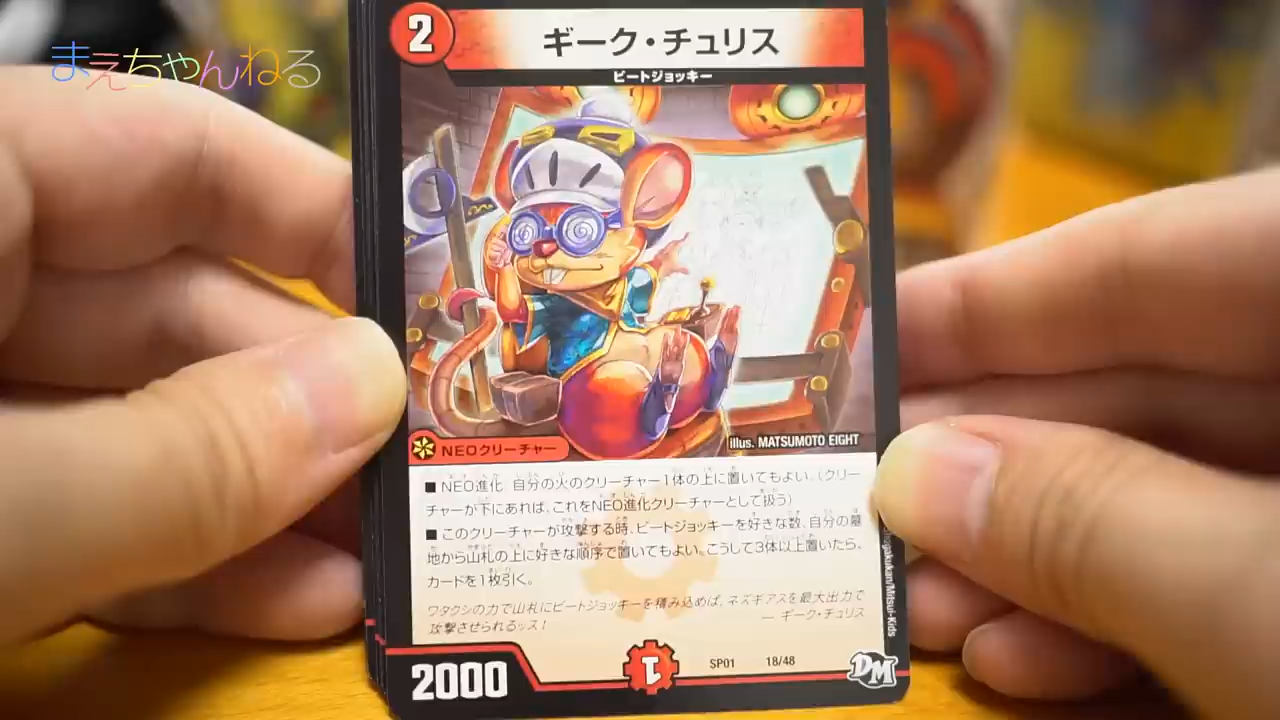 まえちゃんねる
2
ギーク・チュリス
ビートジョッキー
illus. MATSUMOTO EIGHT
NEOクリーチャー
■NEO進化 自分の火のクリーチャー1体の上に置いてもよい。(クリー
チャーが下にあれば、これをNEO進化クリーチャーとして扱う)
■このクリーチャーが攻撃する時、ビートジョッキーを好きな数、自分の墓
地から山札の上に好きな順序で置いてもよい。こうして3体以上置いたら、
カードを1枚引く。
ワタクシの力で山札にビートジョッキーを積み込めば、ネズギアスを最大出力で
攻撃させられるッス! ― ギーク・チュリス
2000
1
SP01 18/48
DM
Shogakukan/Mitsui-Kids